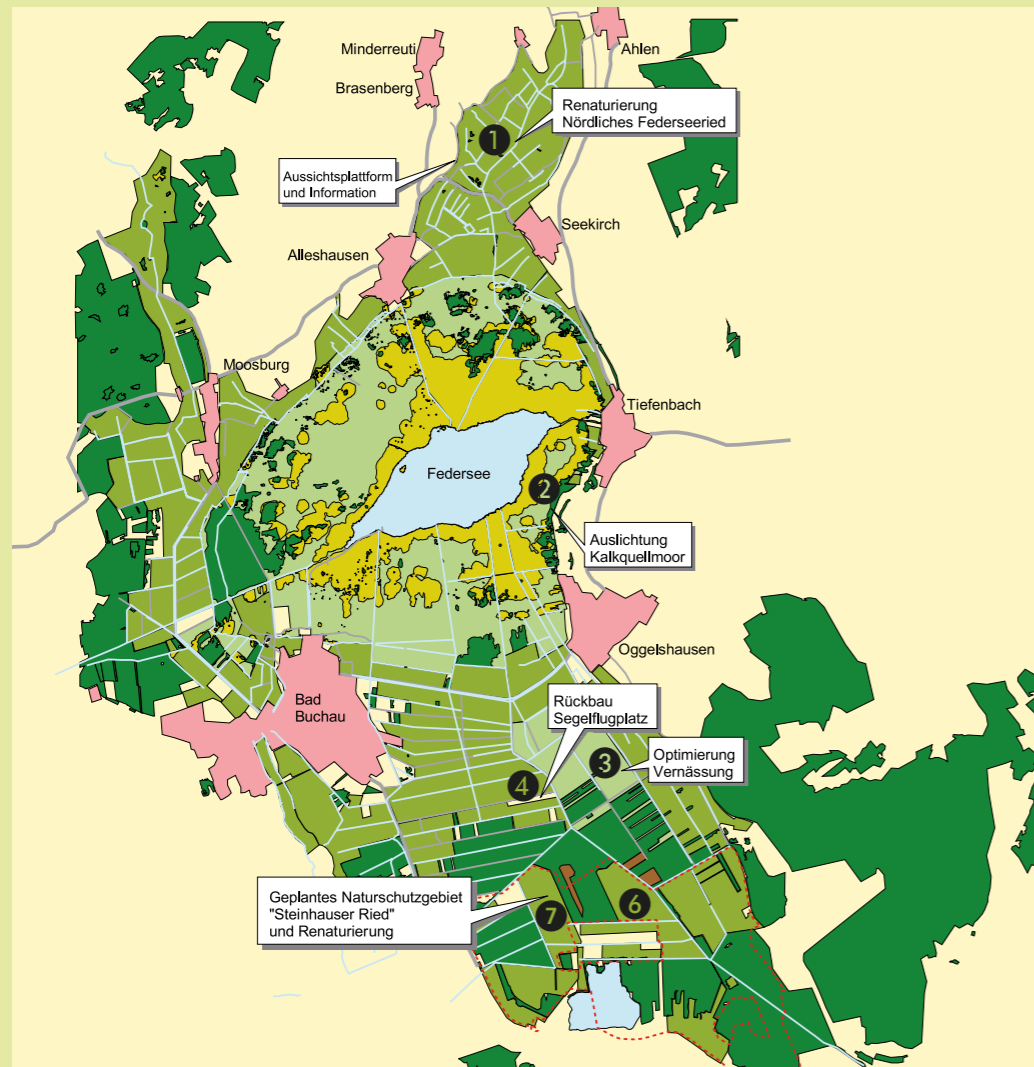 Minderreuti
Ahlen
Brasenberg
Renaturierung
Nördliches Federseeried
1
Aussichtsplattform
und Information
Seekirch
Alleshausen
Moosburg
Tiefenbach
Federsee
2
Auslichtung
Kalkquellmoor
Oggelshausen
Bad
Buchau
Rückbau
Segelflugplatz
3
Optimierung
Vernässung
4
Geplantes Naturschutzgebiet
"Steinhauser Ried"
und Renaturierung
7
6